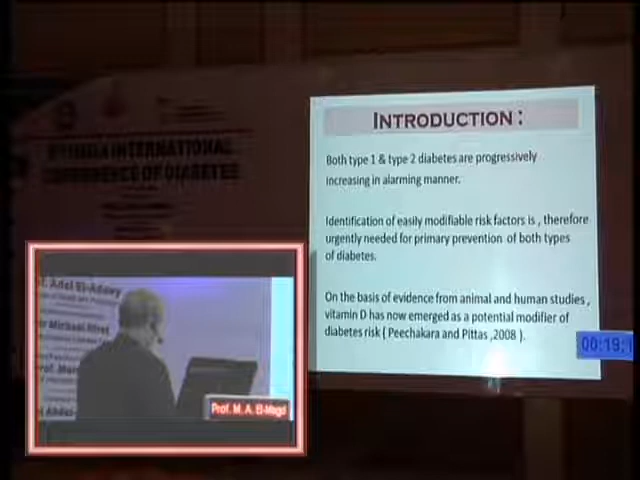 INTERNATIONAL
CONFERENCE OF DIABETES
INTRODUCTION :
Both type 1 & type 2 diabetes are progressively
increasing in alarming manner.
Identification of easily modifiable risk factors is , therefore
urgently needed for primary prevention of both types
of diabetes.
On the basis of evidence from animal and human studies ,
vitamin D has now emerged as a potential modifier of
diabetes risk ( Peechakara and Pittas ,2008 ).
00:19:
f. Adel El-Adawy
Prof. M. A. El-Magd